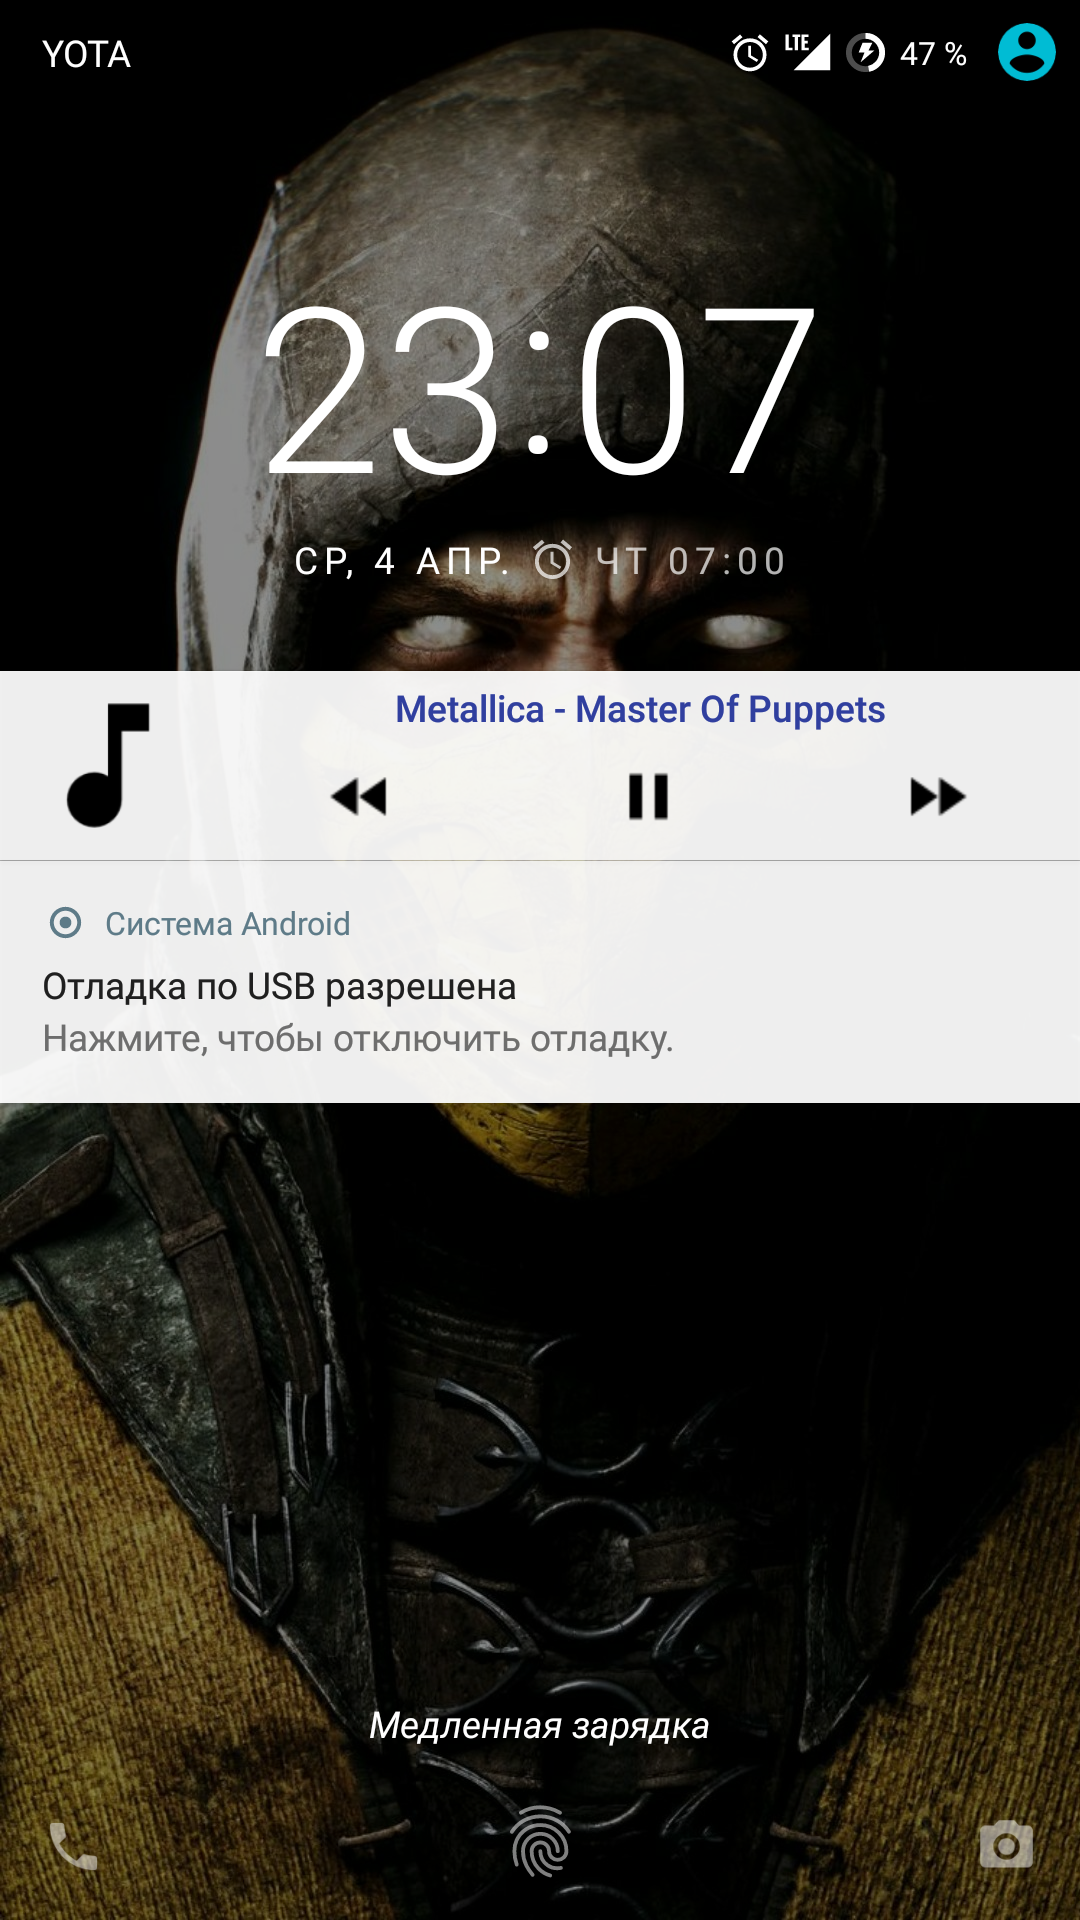 YOTA
LTE
47 %
23:07
СР, 4 АПР. ЧТ 07:00
Metallica - Master Of Puppets
Система Android
Отладка по USB разрешена
Нажмите, чтобы отключить отладку.
Медленная зарядка